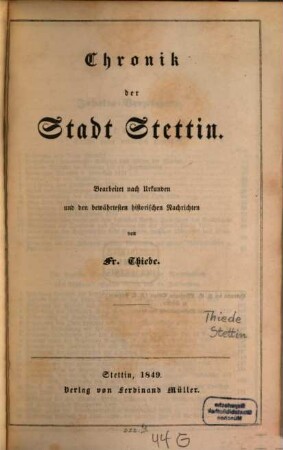 Chronik
der
Stadt Stettin.
Bearbeitet nach Urkunden
und den bewährtesten historischen Nachrichten
von
Fr. Thiede.
Thiede
Stettin
Stettin, 1849.
Verlag von Ferdinand Müller.
44 G